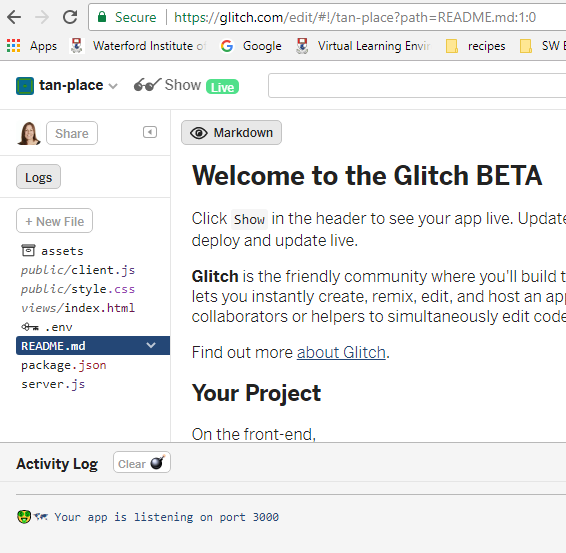 Secure https://glitch.com/edit/#!/tan-place?path=README.md:1:0
Apps Waterford Institute of Google Virtual Learning Envir recipes SW E
tan-place Show Live
Share Markdown
Logs
+ New File
assets
public/client.js
public/style.css
views/index.html
.env
README.md
package.json
server.js
Welcome to the Glitch BETA
Click Show in the header to see your app live. Update
deploy and update live.
Glitch is the friendly community where you'll build t
lets you instantly create, remix, edit, and host an app
collaborators or helpers to simultaneously edit code
Find out more about Glitch.
Your Project
On the front-end,
Activity Log Clear
Your app is listening on port 3000